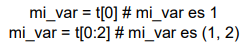 mi_var = t[0] # mi_var es 1
mi_var = t[0:2] # mi_var es (1, 2)